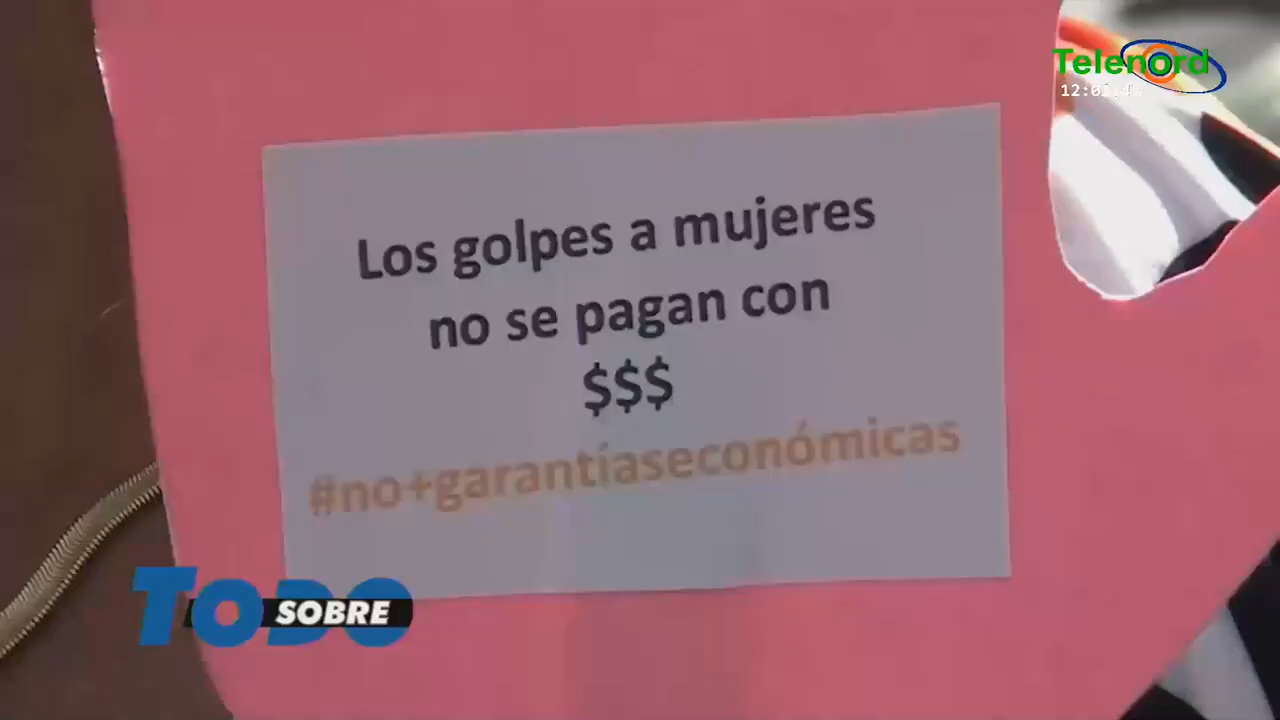 Telenord
Los golpes a mujeres
no se pagan con
$$$
#no+garantíaseconómicas
TODO
SOBRE